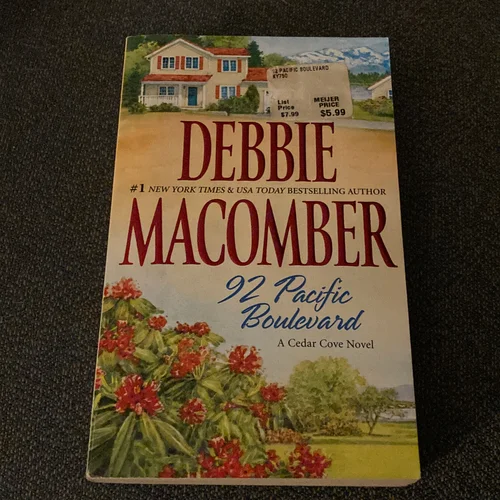 92 PACIFIC BOULEVARD
KY750
List
Price
$7.99
MEIJER
PRICE
$5.99
DEBBIE
#1 NEW YORK TIMES & USA TODAY BESTSELLING AUTHOR
MACOMBER
92 Pacific
Boulevard
A Cedar Cove Novel